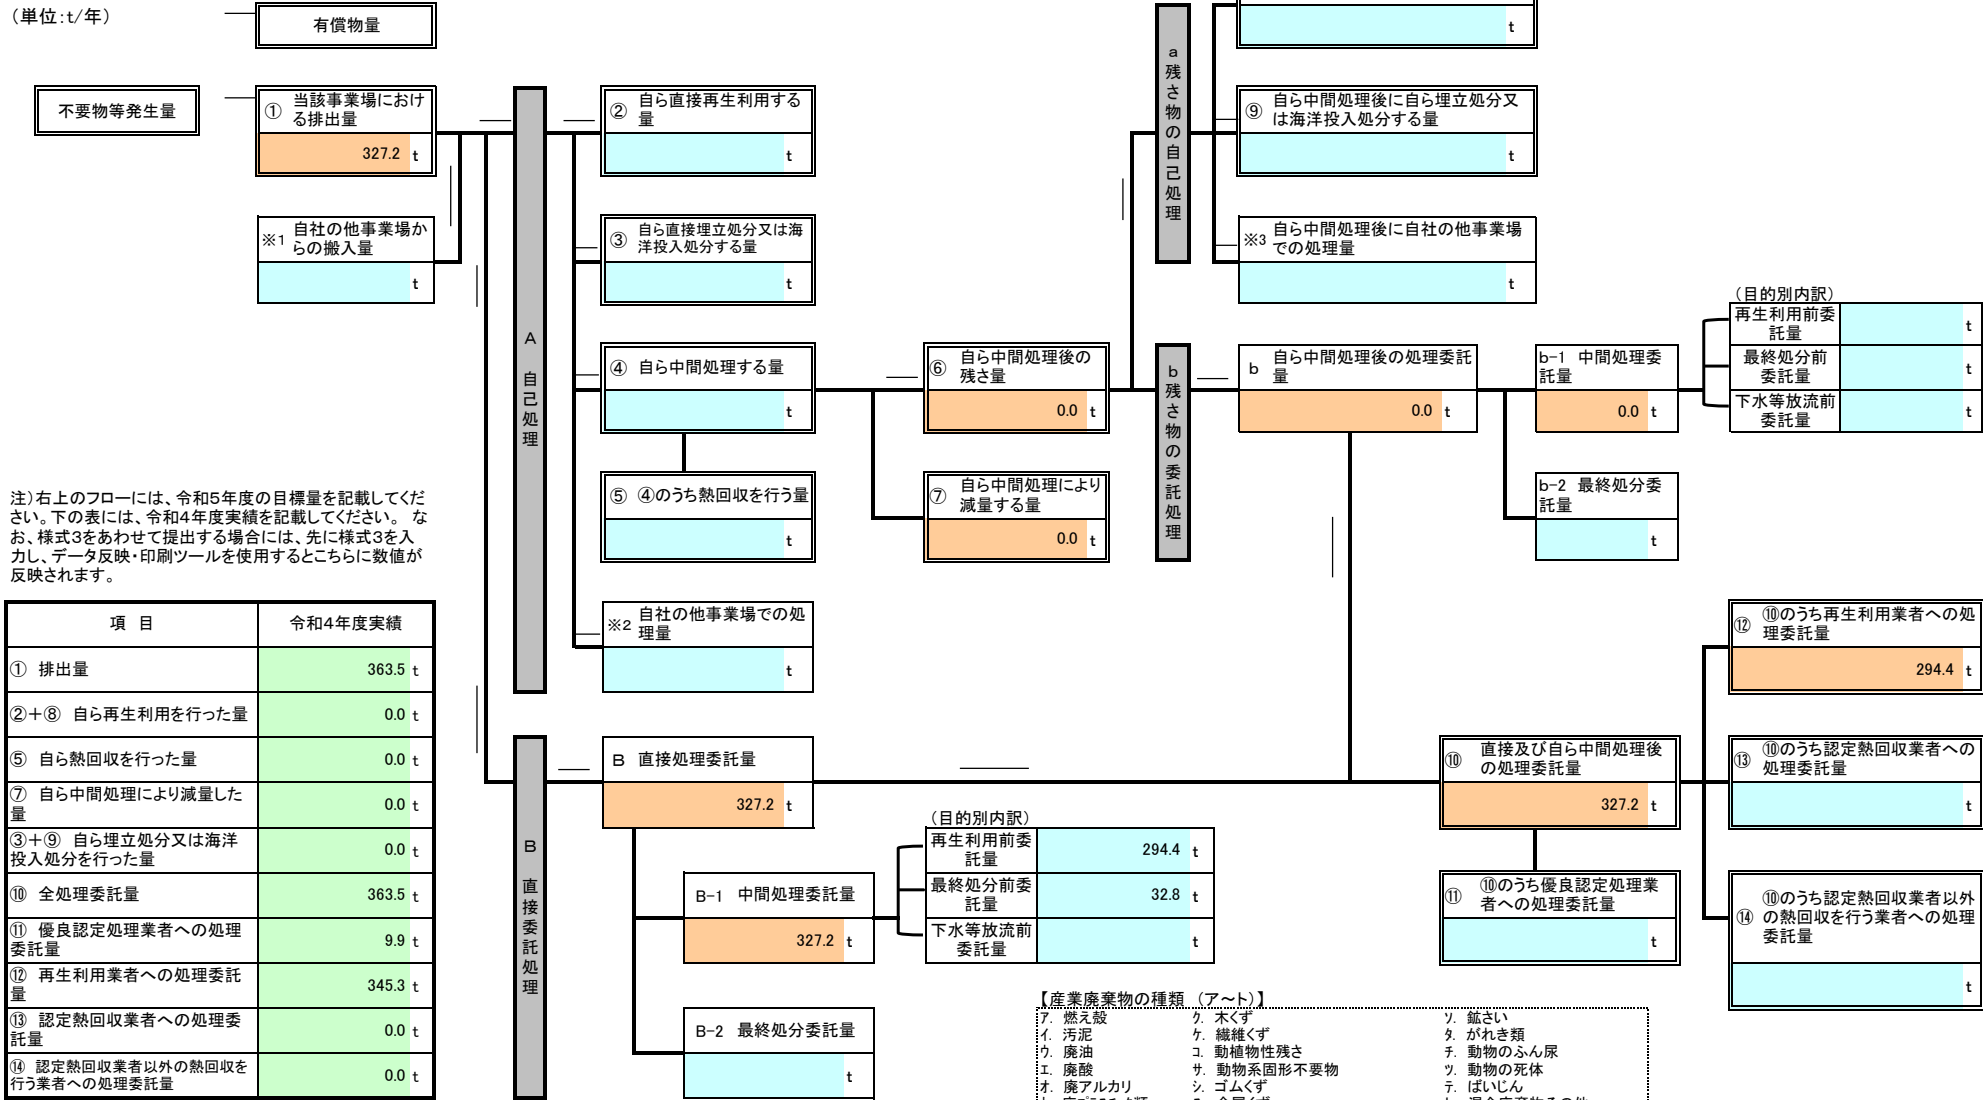 （単位：t/年）
有償物量
t
不要物等発生量
① 当該事業場におけ
る排出量
327.2 t
※1 自社の他事業場か
らの搬入量
t
A 自己処理
② 自ら直接再生利用する
量
t
③ 自ら直接埋立処分又は海
洋投入処分する量
t
④ 自ら中間処理する量
t
⑤ ④のうち熱回収を行う量
t
※2 自社の他事業場での処
理量
t
⑥ 自ら中間処理後の
残さ量
0.0 t
⑦ 自ら中間処理により
減量する量
0.0 t
a 残さ物の自己処理
⑨ 自ら中間処理後に自ら埋立処分又
は海洋投入処分する量
t
※3 自ら中間処理後に自社の他事業場
での処理量
t
b 残さ物の委託処理
b 自ら中間処理後の処理委託
量
0.0 t
b-1 中間処理委
託量
0.0 t
（目的別内訳）
再生利用前委
託量
t
最終処分前
委託量
t
下水等放流前
委託量
t
b-2 最終処分委
託量
t
注）右上のフローには、令和5年度の目標量を記載してくだ
さい。下の表には、令和4年度実績を記載してください。 な
お、様式3をあわせて提出する場合には、先に様式3を入
力し、データ反映・印刷ツールを使用するとこちらに数値が
反映されます。
項 目 令和4年度実績
① 排出量 363.5 t
②＋⑧ 自ら再生利用を行った量 0.0 t
⑤ 自ら熱回収を行った量 0.0 t
⑦ 自ら中間処理により減量した
量 0.0 t
③＋⑨ 自ら埋立処分又は海洋
投入処分を行った量 0.0 t
⑩ 全処理委託量 363.5 t
⑪ 優良認定処理業者への処理
委託量 9.9 t
⑫ 再生利用業者への処理委託
量 345.3 t
⑬ 認定熱回収業者への処理委
託量 0.0 t
⑭ 認定熱回収業者以外の熱回収を
行う業者への処理委託量 0.0 t
B 直接委託処理
B 直接処理委託量
327.2 t
B-1 中間処理委託量
327.2 t
B-2 最終処分委託量
t
（目的別内訳）
再生利用前委
託量
294.4 t
最終処分前委
託量
32.8 t
下水等放流前
委託量
t
⑩ 直接及び自ら中間処理後
の処理委託量
327.2 t
⑪ ⑩のうち優良認定処理業
者への処理委託量
t
⑫ ⑩のうち再生利用業者への処
理委託量
294.4 t
⑬ ⑩のうち認定熱回収業者への
処理委託量
t
⑭ ⑩のうち認定熱回収業者以外
の熱回収を行う業者への処理
委託量
t
【産業廃棄物の種類 （ア～ト）】
ア. 燃え殻 ク. 木くず ソ. 鉱さい
イ. 汚泥 ケ. 繊維くず タ. がれき類
ウ. 廃油 コ. 動植物性残さ チ. 動物のふん尿
エ. 廃酸 サ. 動物系固形不要物 ツ. 動物の死体
オ. 廃アルカリ シ. ゴムくず テ. ばいじん